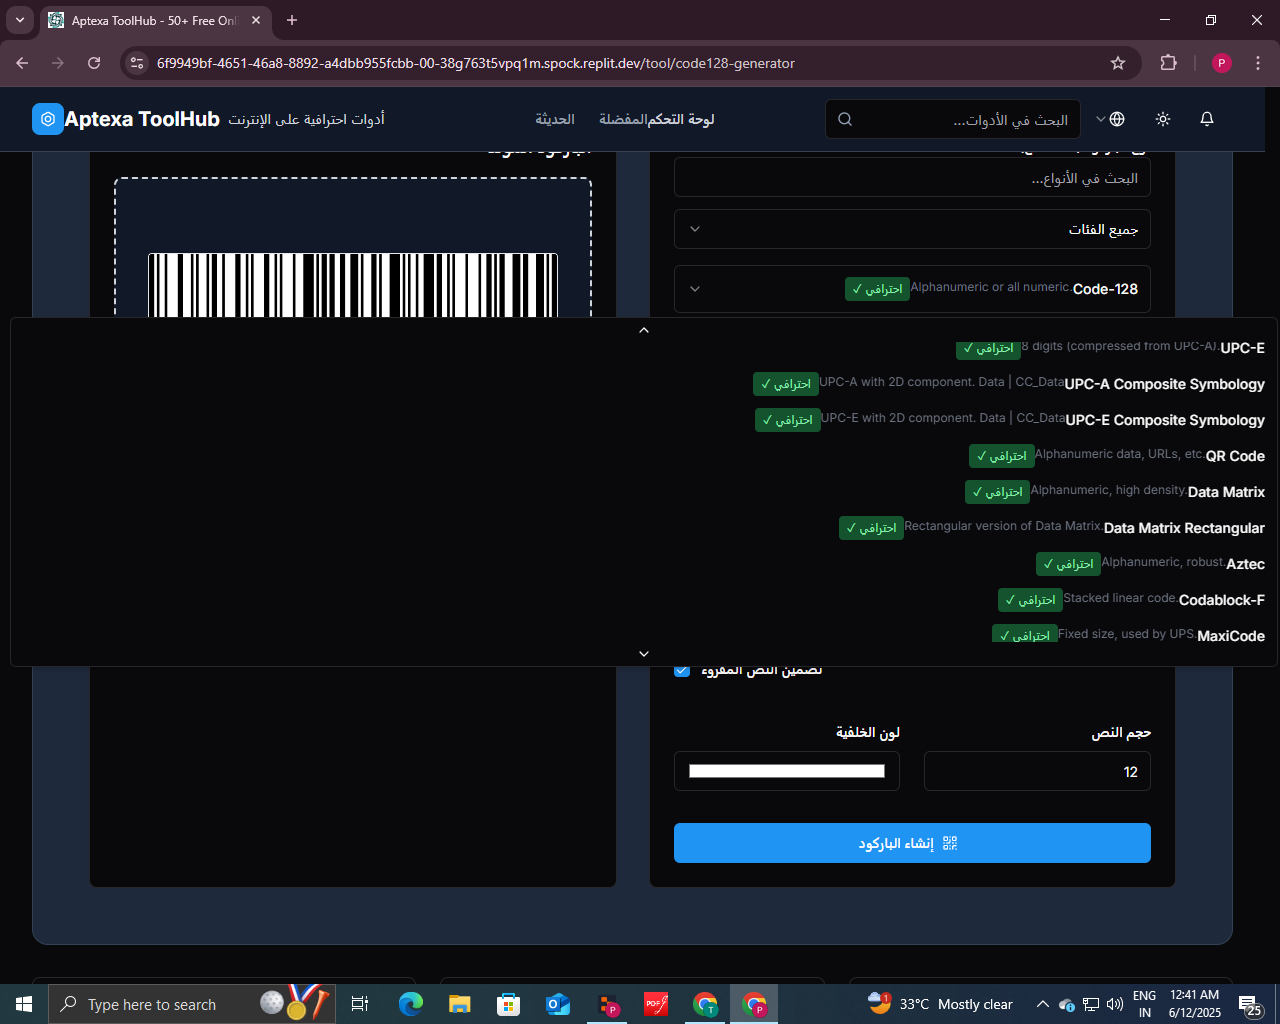 Aptexa ToolHub - 50+ Free Onl
6f9949bf-4651-46a8-8892-a4dbb955fcbb-00-38g763t5vpq1m.spock.replit.dev/tool/code128-generator
P
Aptexa ToolHub
أدوات احترافية على الإنترنت
لوحة التحكم
المفضلة
الحديثة
البحث في الأدوات...
البحث في الأنواع...
جميع الفئات
Code-128 Alphanumeric or all numeric. احترافي ✓
UPC-E 8 digits (compressed from UPC-A). احترافي ✓
UPC-A Composite Symbology UPC-A with 2D component. Data | CC_Data احترافي ✓
UPC-E Composite Symbology UPC-E with 2D component. Data | CC_Data احترافي ✓
QR Code Alphanumeric data, URLs, etc. احترافي ✓
Data Matrix Alphanumeric, high density. احترافي ✓
Data Matrix Rectangular Rectangular version of Data Matrix. احترافي ✓
Aztec Alphanumeric, robust. احترافي ✓
Codablock-F Stacked linear code. احترافي ✓
MaxiCode Fixed size, used by UPS. احترافي ✓
تضمين النص المقروء
حجم النص
لون الخلفية
12
إنشاء الباركود
Type here to search
33°C Mostly clear
ENG
IN
12:41 AM
6/12/2025
25